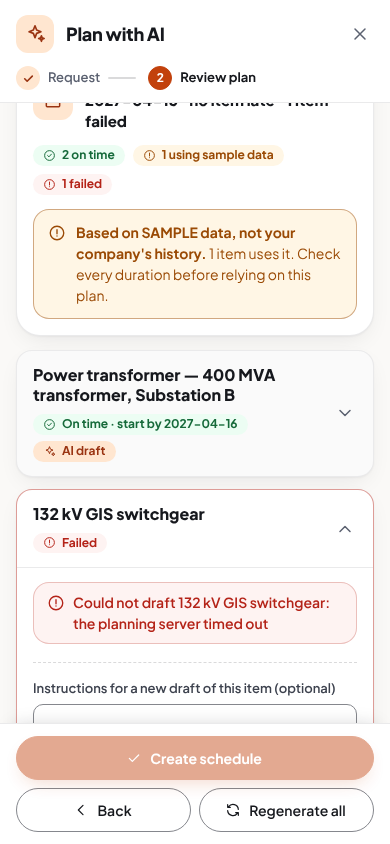 Plan with AI
Request
2 Review plan
failed
2 on time
1 using sample data
1 failed
Based on SAMPLE data, not your
company's history. 1 item uses it. Check
every duration before relying on this
plan.
Power transformer — 400 MVA
transformer, Substation B
On time · start by 2027-04-16
AI draft
132 kV GIS switchgear
Failed
Could not draft 132 kV GIS switchgear:
the planning server timed out
Instructions for a new draft of this item (optional)
Create schedule
Back
Regenerate all